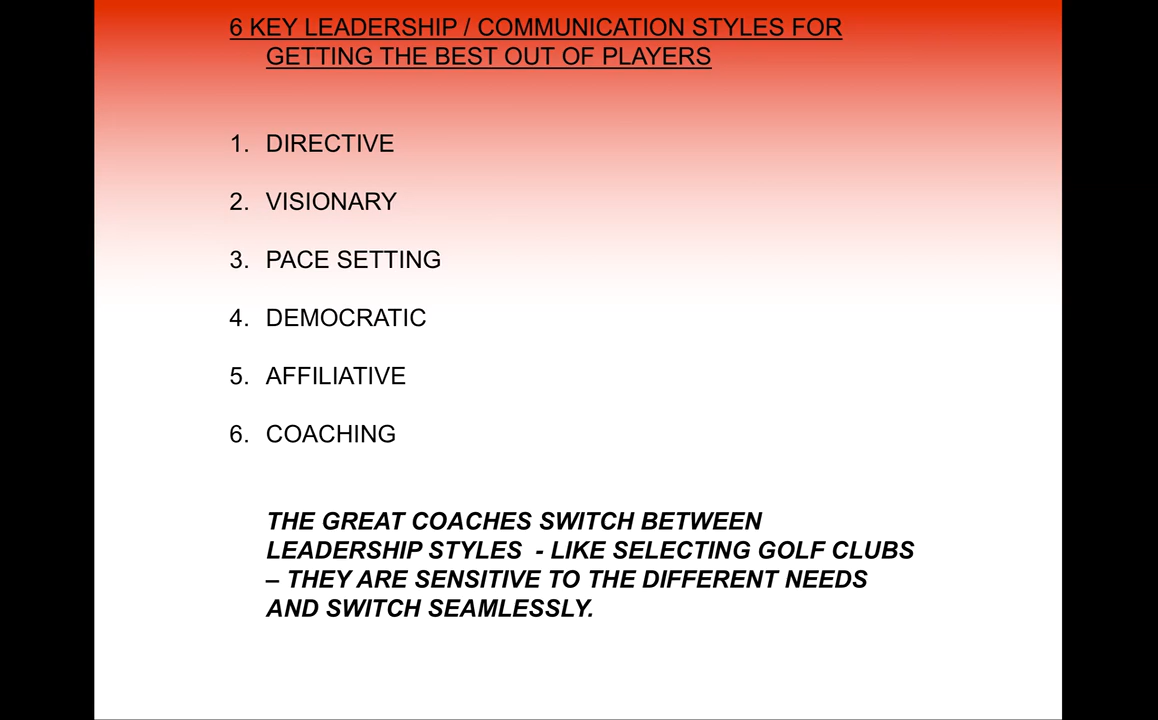 6 KEY LEADERSHIP / COMMUNICATION STYLES FOR
GETTING THE BEST OUT OF PLAYERS
1. DIRECTIVE
2. VISIONARY
3. PACE SETTING
4. DEMOCRATIC
5. AFFILIATIVE
6. COACHING
THE GREAT COACHES SWITCH BETWEEN
LEADERSHIP STYLES - LIKE SELECTING GOLF CLUBS
– THEY ARE SENSITIVE TO THE DIFFERENT NEEDS
AND SWITCH SEAMLESSLY.